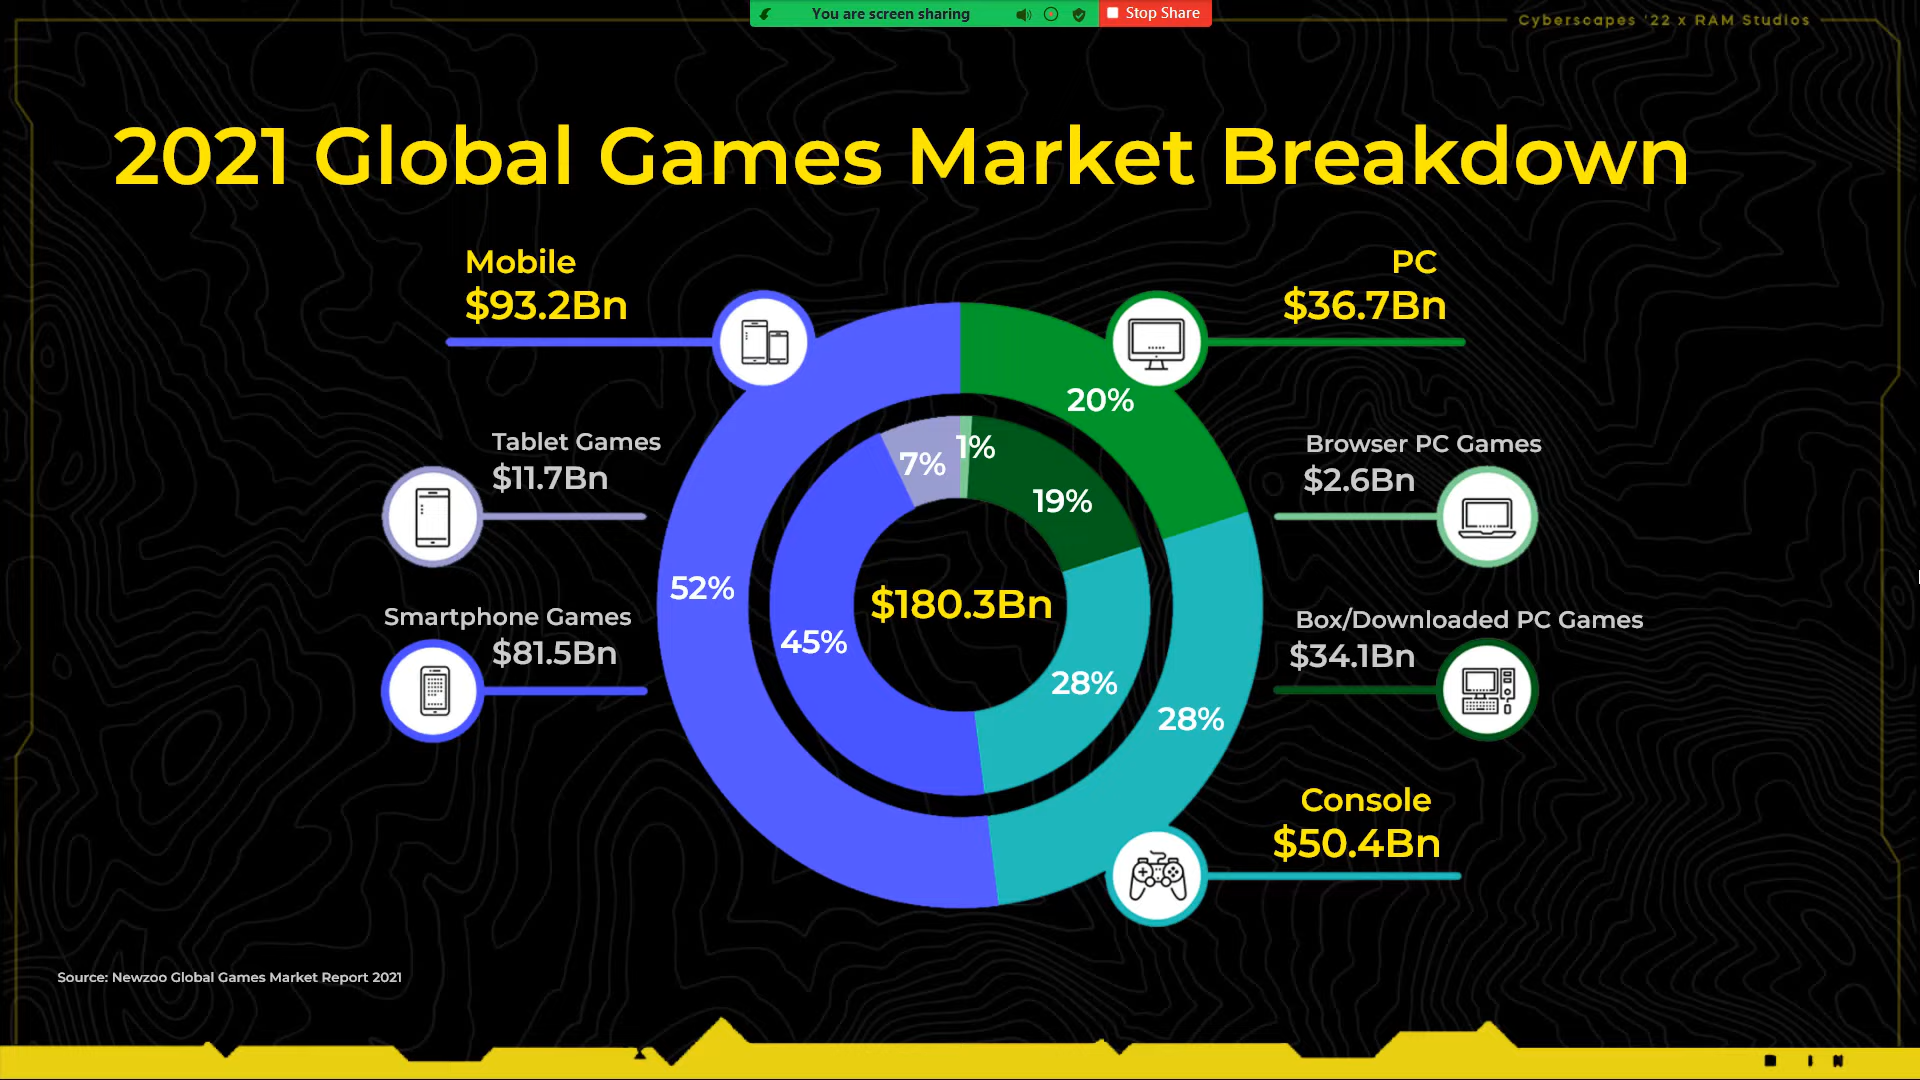 You are screen sharing
Stop Share
Cyberscapes '22 x RAM Studios
2021 Global Games Market Breakdown
Mobile
$93.2Bn
PC
$36.7Bn
20%
Tablet Games
$11.7Bn
Browser PC Games
$2.6Bn
7%
1%
19%
52%
$180.3Bn
Smartphone Games
$81.5Bn
Box/Downloaded PC Games
$34.1Bn
45%
28%
28%
Console
$50.4Bn
Source: Newzoo Global Games Market Report 2021